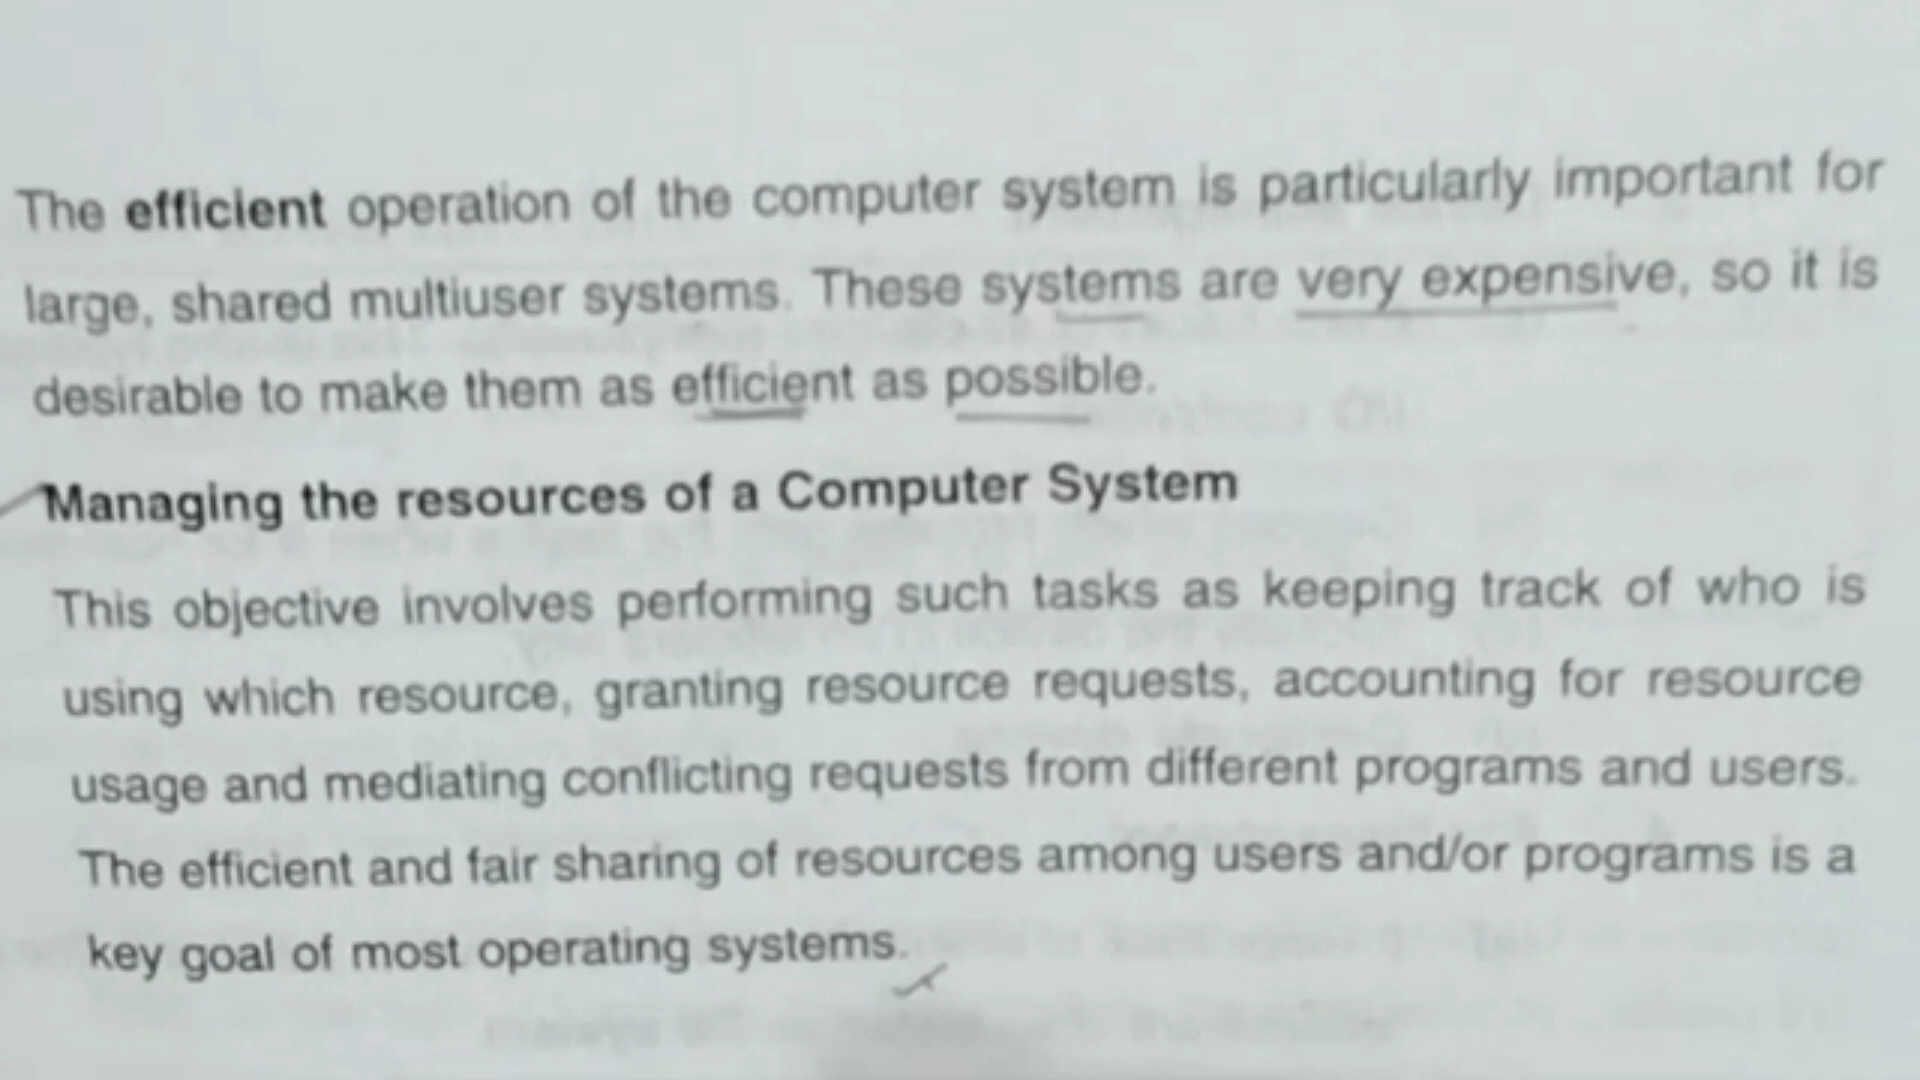 The efficient operation of the computer system is particularly important for
large, shared multiuser systems. These systems are very expensive, so it is
desirable to make them as efficient as possible.
Managing the resources of a Computer System
This objective involves performing such tasks as keeping track of who is
using which resource, granting resource requests, accounting for resource
usage and mediating conflicting requests from different programs and users.
The efficient and fair sharing of resources among users and/or programs is a
key goal of most operating systems.